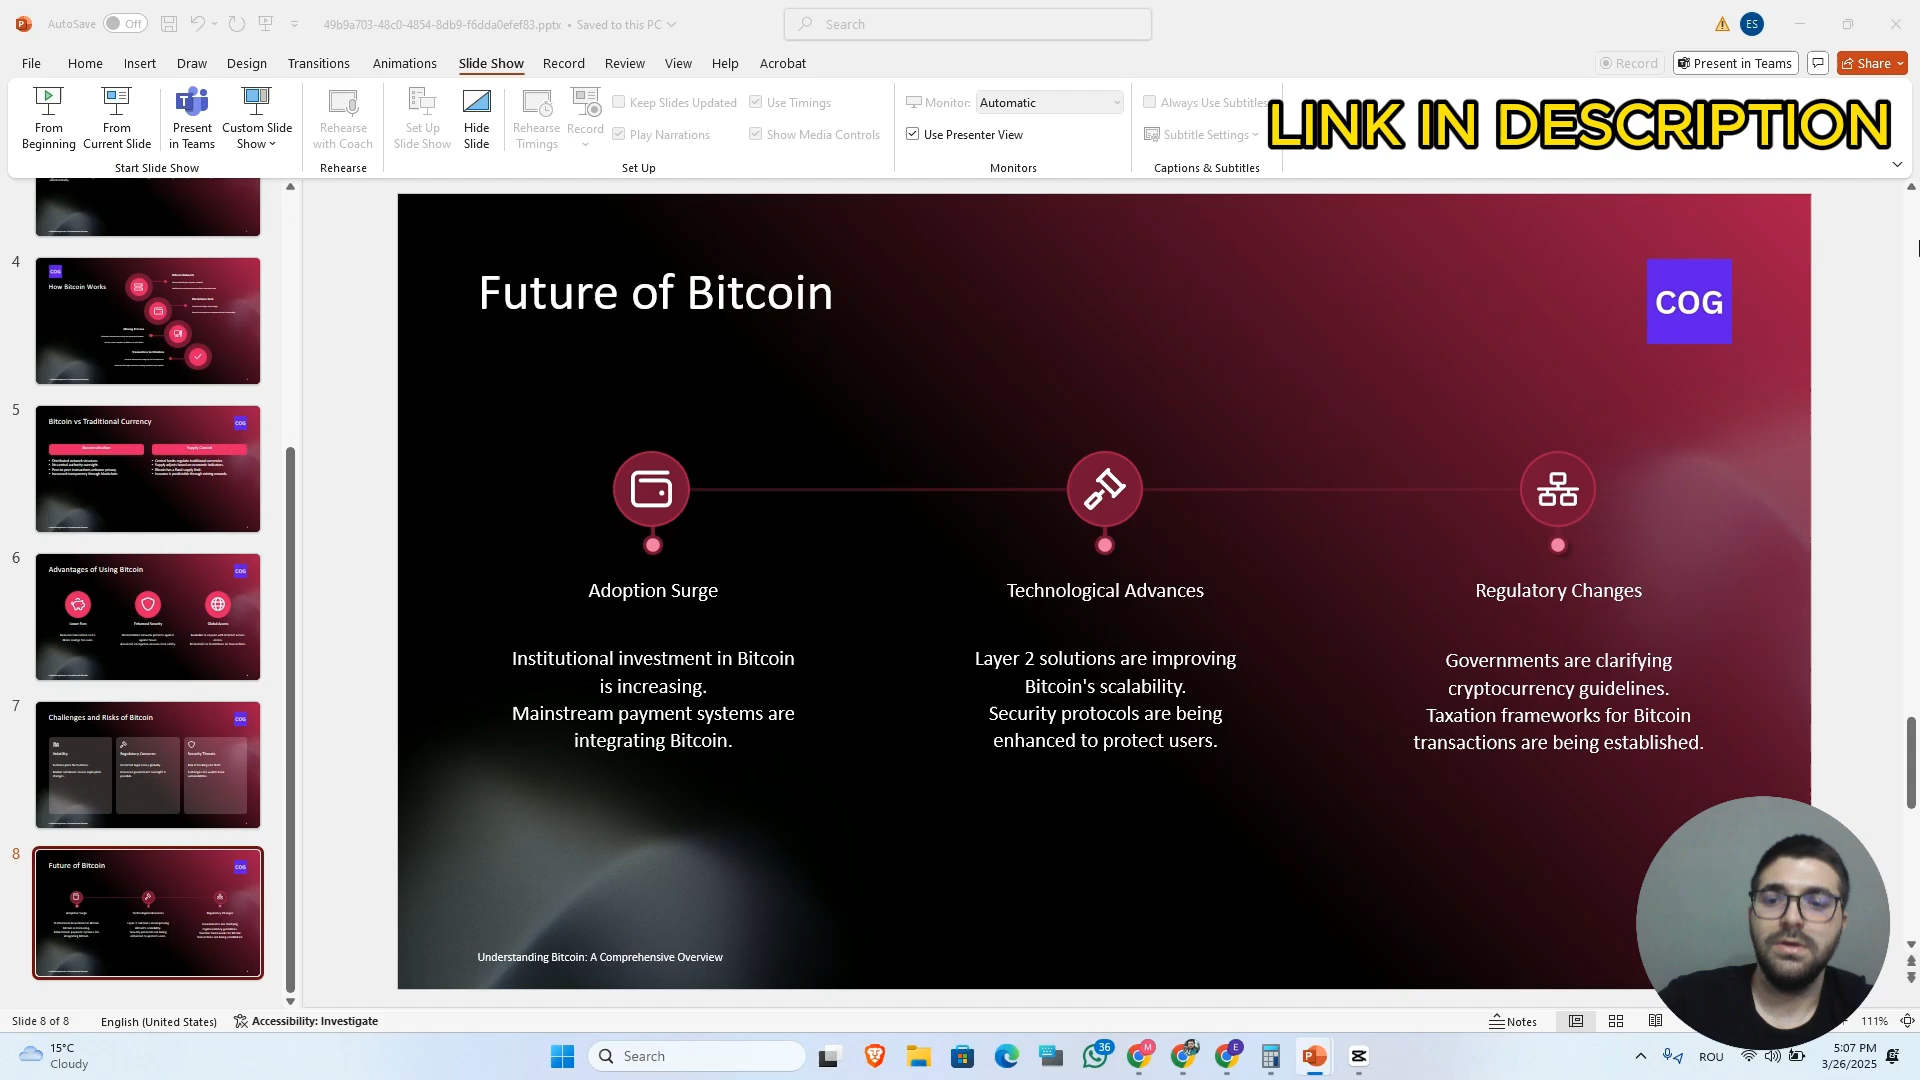 AutoSave
Off
49b9a703-48c0-4854-8db9-f6dda0efef83.pptx • Saved to this PC
Search
ES
File
Home
Insert
Draw
Design
Transitions
Animations
Slide Show
Record
Review
View
Help
Acrobat
Record
Present in Teams
Share
From
Beginning
From
Current Slide
Present
in Teams
Custom Slide
Show
Start Slide Show
Rehearse
with Coach
Rehearse
Set Up
Slide Show
Hide
Slide
Rehearse
Timings
Record
Keep Slides Updated
Use Timings
Play Narrations
Show Media Controls
Set Up
Monitor:
Automatic
Use Presenter View
Monitors
Always Use Subtitles
Subtitle Settings
Captions & Subtitles
LINK IN DESCRIPTION
4
COG
How Bitcoin Works
5
Bitcoin vs Traditional Currency
COG
6
Advantages of Using Bitcoin
COG
7
Challenges and Risks of Bitcoin
COG
8
Future of Bitcoin
COG
Future of Bitcoin
COG
Adoption Surge
Institutional investment in Bitcoin
is increasing.
Mainstream payment systems are
integrating Bitcoin.
Technological Advances
Layer 2 solutions are improving
Bitcoin's scalability.
Security protocols are being
enhanced to protect users.
Regulatory Changes
Governments are clarifying
cryptocurrency guidelines.
Taxation frameworks for Bitcoin
transactions are being established.
Understanding Bitcoin: A Comprehensive Overview
Slide 8 of 8
English (United States)
Accessibility: Investigate
Notes
111%
15°C
Cloudy
Search
36
M
E
ROU
5:07 PM
3/26/2025